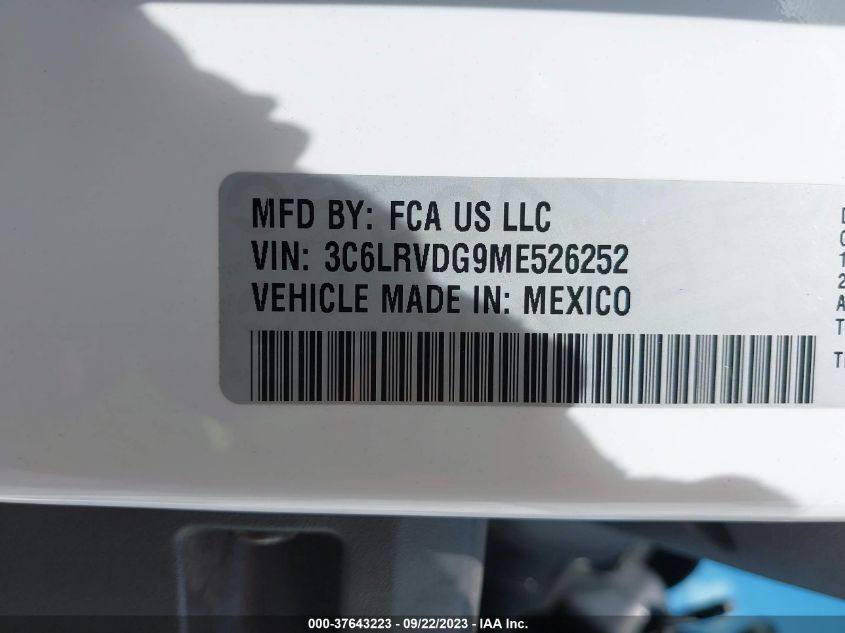 MFD BY: FCA US LLC
VIN: 3C6LRVDG9ME526252
VEHICLE MADE IN: MEXICO
000-37643223 - 09/22/2023 - IAA Inc.